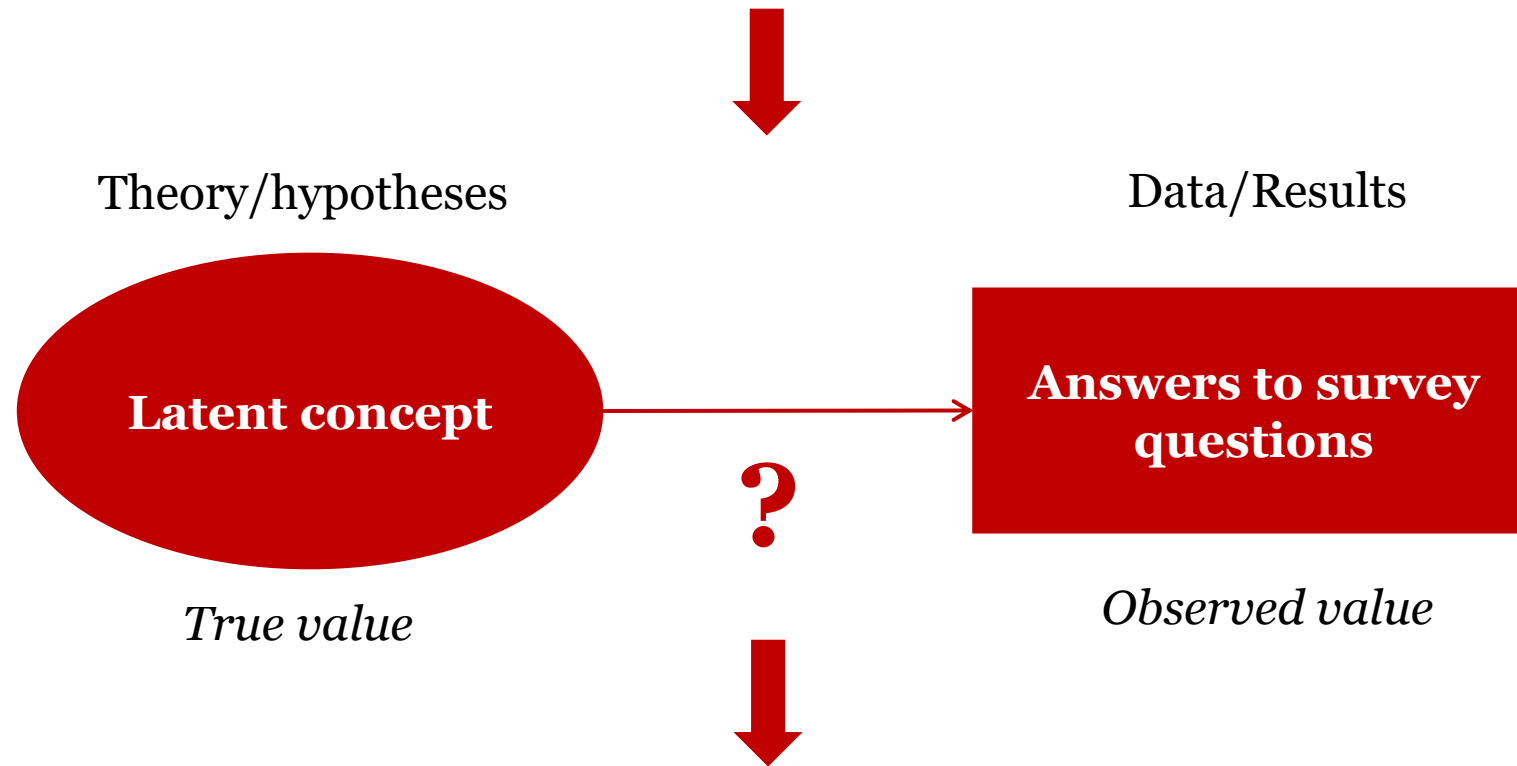 Theory/hypotheses
Data/Results
Latent concept
Answers to survey
questions
?
True value
Observed value